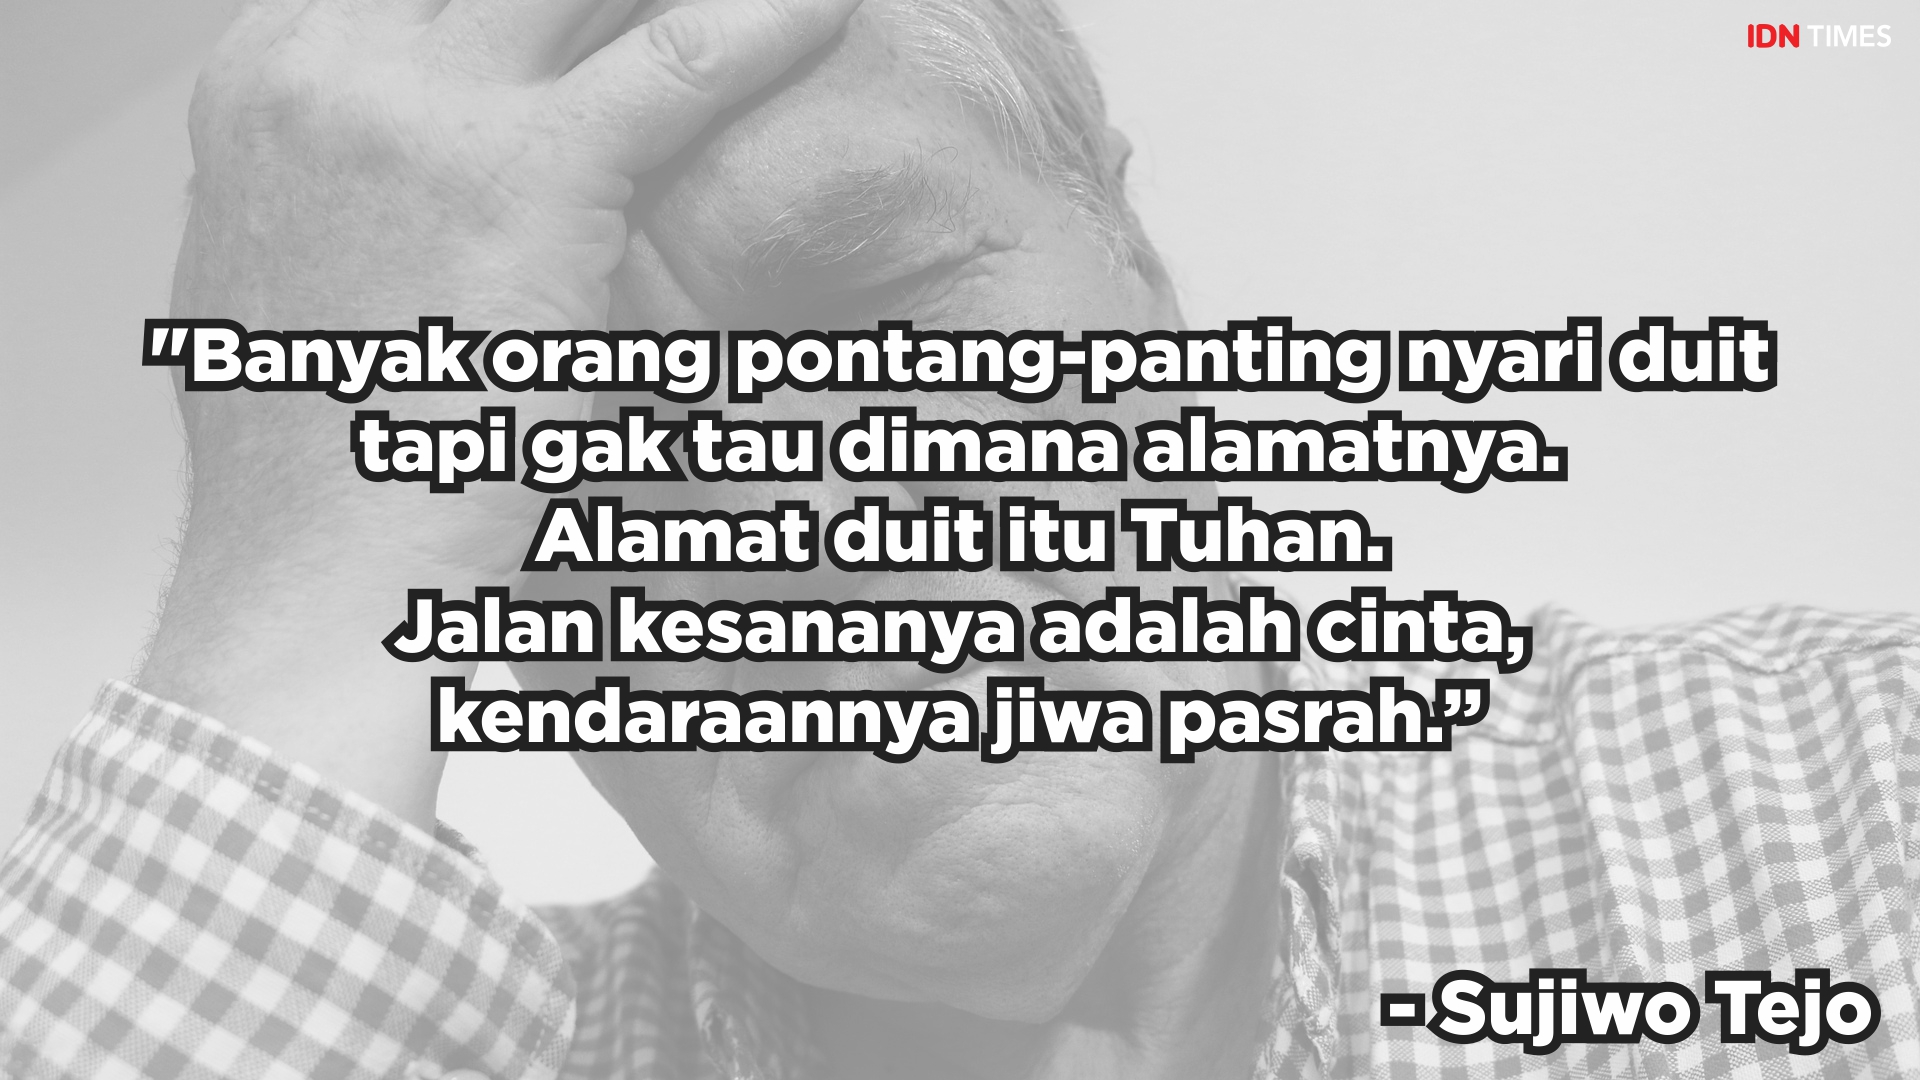 IDN TIMES
"Banyak orang pontang-panting nyari duit
tapi gak tau dimana alamatnya.
Alamat duit itu Tuhan.
Jalan kesananya adalah cinta,
kendaraannya jiwa pasrah.”
- Sujiwo Tejo